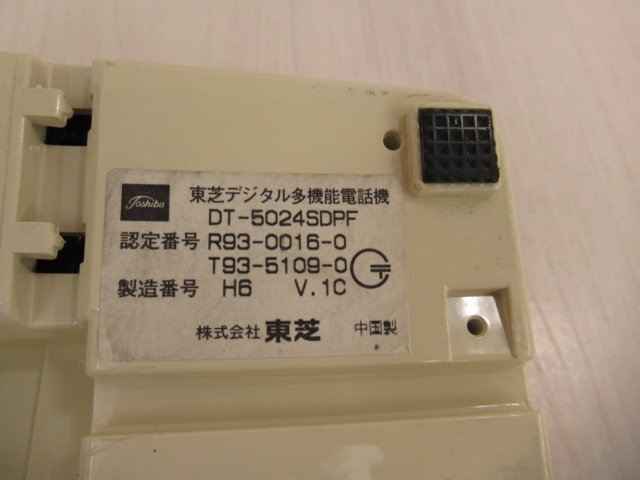 Toshiba
東芝デジタル多機能電話機
DT-5024SDPF
認定番号 R93-0016-0
T93-5109-0
製造番号 H6 V.1C
株式会社 東芝 中国製